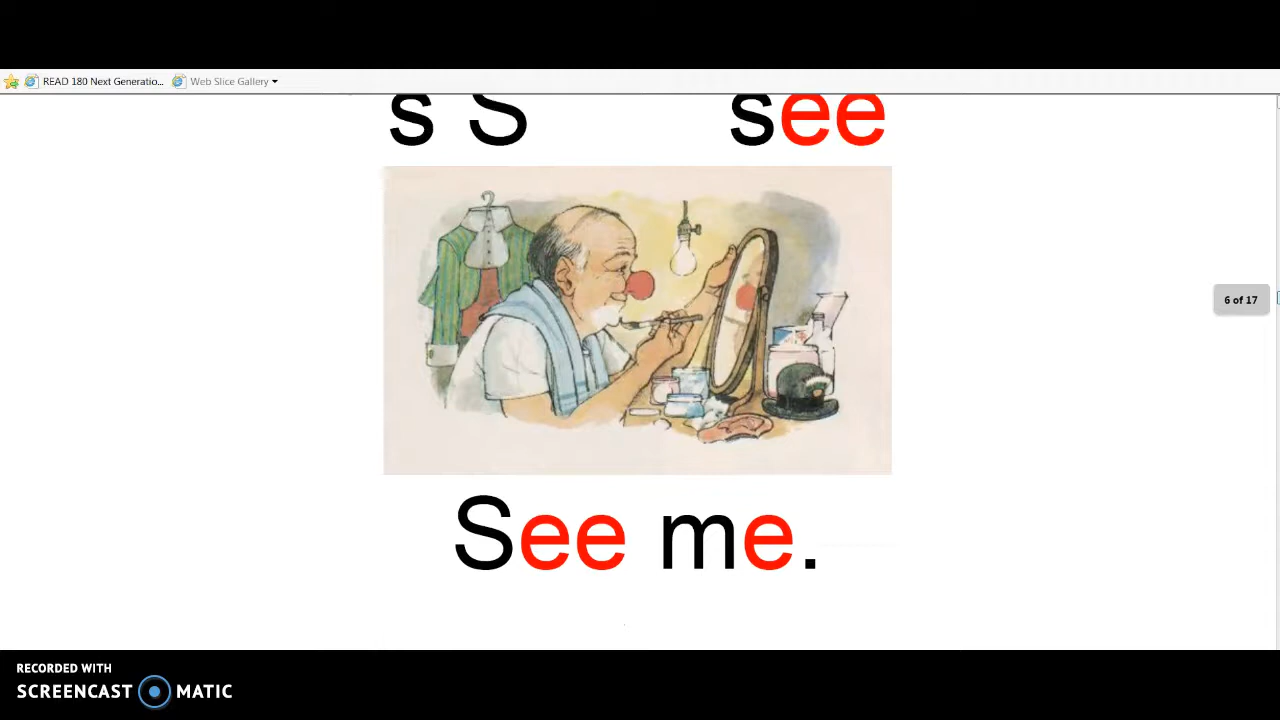 READ 180 Next Generatio... Web Slice Gallery
s S see
6 of 17
See me.
RECORDED WITH
SCREENCAST MATIC